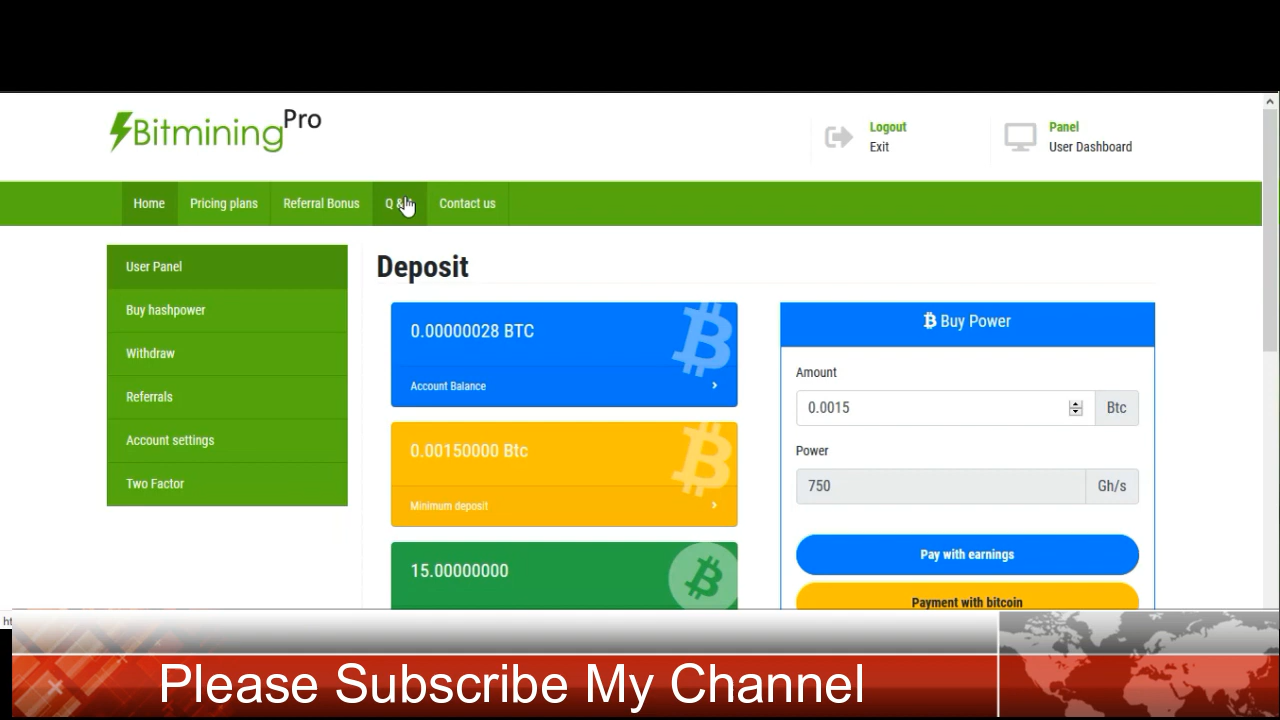 Bitmining Pro
Logout
Exit
Panel
User Dashboard
Home
Pricing plans
Referral Bonus
Q &
Contact us
User Panel
Buy hashpower
Withdraw
Referrals
Account settings
Two Factor
Deposit
0.00000028 BTC
Account Balance
0.00150000 Btc
Minimum deposit
15.00000000
Buy Power
Amount
0.0015
Btc
Power
750
Gh/s
Pay with earnings
Payment with bitcoin
Please Subscribe My Channel